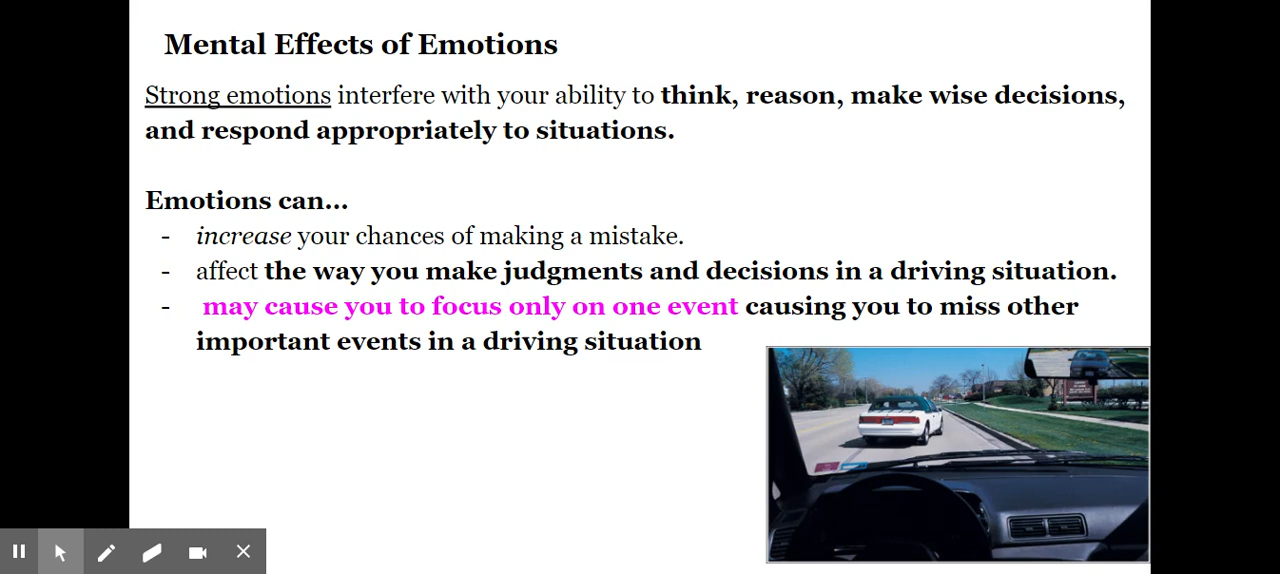 Mental Effects of Emotions
Strong emotions interfere with your ability to think, reason, make wise decisions,
and respond appropriately to situations.
Emotions can...
- increase your chances of making a mistake.
- affect the way you make judgments and decisions in a driving situation.
- may cause you to focus only on one event causing you to miss other
important events in a driving situation